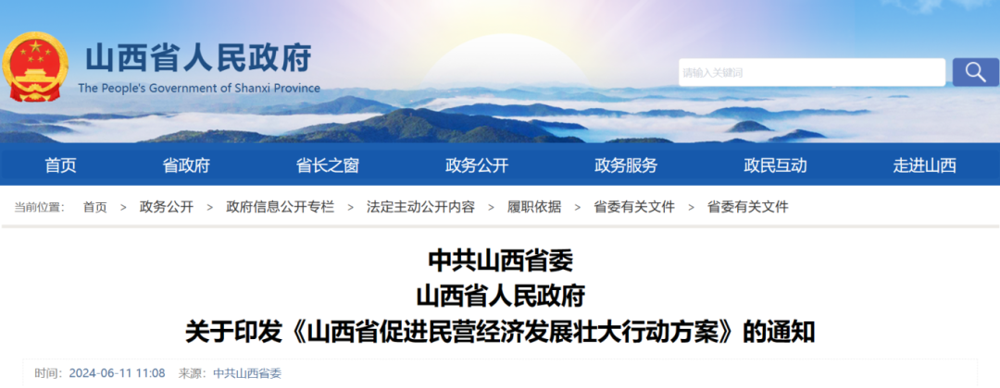 山西省人民政府
The People's Government of Shanxi Province
请输入关键词
首页 省政府 省长之窗 政务公开 政务服务 政民互动 走进山西
当前位置： 首页 > 政务公开 > 政府信息公开专栏 > 法定主动公开内容 > 履职依据 > 省委有关文件 > 省委有关文件
中共山西省委
山西省人民政府
关于印发《山西省促进民营经济发展壮大行动方案》的通知
时间：2024-06-11 11:08 来源：中共山西省委